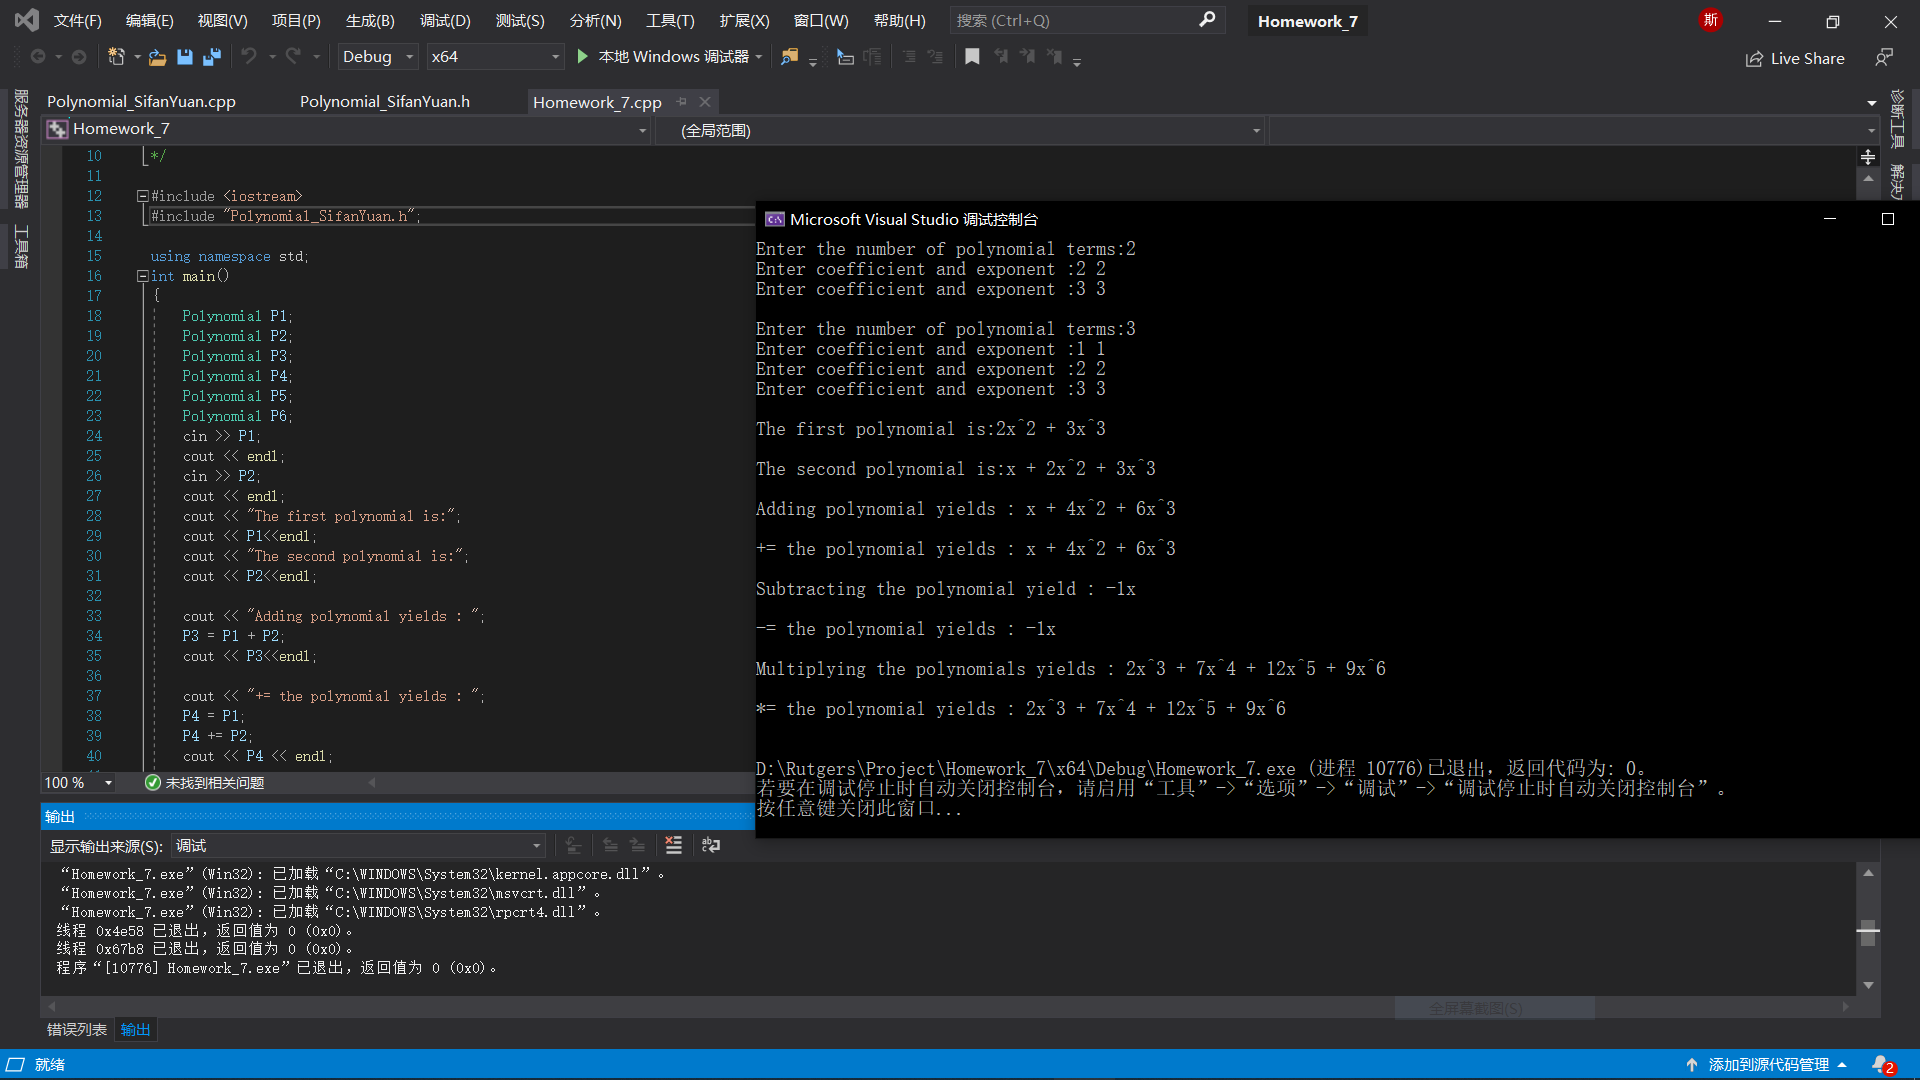 文件(F) 编辑(E) 视图(V) 项目(P) 生成(B) 调试(D) 测试(S) 分析(N) 工具(T) 扩展(X) 窗口(W) 帮助(H) 搜索 (Ctrl+Q) Homework_7 斯
Debug x64 本地 Windows 调试器 Live Share
服务器资源管理器
工具箱
Polynomial_SifanYuan.cpp Polynomial_SifanYuan.h Homework_7.cpp
Homework_7 (全局范围)
10 */
11
12 #include <iostream>
13 #include "Polynomial_SifanYuan.h";
14
15 using namespace std;
16 int main()
17 {
18 Polynomial P1;
19 Polynomial P2;
20 Polynomial P3;
21 Polynomial P4;
22 Polynomial P5;
23 Polynomial P6;
24 cin >> P1;
25 cout << endl;
26 cin >> P2;
27 cout << endl;
28 cout << "The first polynomial is:";
29 cout << P1<<endl;
30 cout << "The second polynomial is:";
31 cout << P2<<endl;
32
33 cout << "Adding polynomial yields : ";
34 P3 = P1 + P2;
35 cout << P3<<endl;
36
37 cout << "+= the polynomial yields : ";
38 P4 = P1;
39 P4 += P2;
40 cout << P4 << endl;
100 % 未找到相关问题
诊断工具
Microsoft Visual Studio 调试控制台
Enter the number of polynomial terms:2
Enter coefficient and exponent :2 2
Enter coefficient and exponent :3 3
Enter the number of polynomial terms:3
Enter coefficient and exponent :1 1
Enter coefficient and exponent :2 2
Enter coefficient and exponent :3 3
The first polynomial is:2x^2 + 3x^3
The second polynomial is:x + 2x^2 + 3x^3
Adding polynomial yields : x + 4x^2 + 6x^3
+= the polynomial yields : x + 4x^2 + 6x^3
Subtracting the polynomial yield : -1x
-= the polynomial yields : -1x
Multiplying the polynomials yields : 2x^3 + 7x^4 + 12x^5 + 9x^6
*= the polynomial yields : 2x^3 + 7x^4 + 12x^5 + 9x^6
D:\Rutgers\Project\Homework_7\x64\Debug\Homework_7.exe (进程 10776)已退出，返回代码为: 0。
若要在调试停止时自动关闭控制台，请启用“工具”->“选项”->“调试”->“调试停止时自动关闭控制台”。
按任意键关闭此窗口...
输出
显示输出来源(S): 调试
“Homework_7.exe”(Win32): 已加载“C:\WINDOWS\System32\kernel.appcore.dll”。
“Homework_7.exe”(Win32): 已加载“C:\WINDOWS\System32\msvcrt.dll”。
“Homework_7.exe”(Win32): 已加载“C:\WINDOWS\System32\rpcrt4.dll”。
线程 0x4e58 已退出，返回值为 0 (0x0)。
线程 0x67b8 已退出，返回值为 0 (0x0)。
程序“[10776] Homework_7.exe”已退出，返回值为 0 (0x0)。
全屏幕截图(S)
错误列表 输出
就绪 添加到源代码管理 2